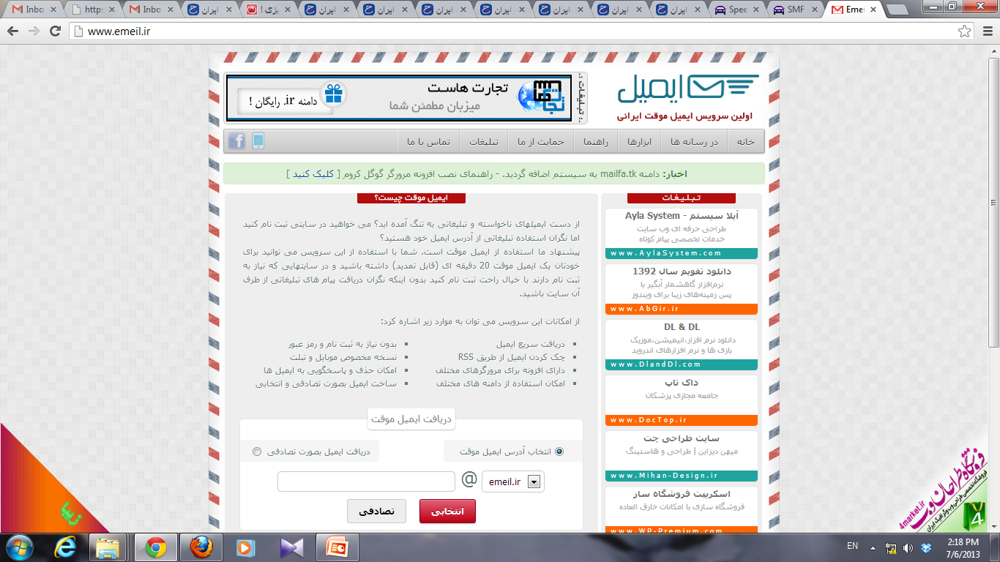 Inbo
https
Inbo
ایران
ایران
یزی !
ایران
ایران
ایران
ایران
ایران
ایران
ایران
Spee
SMF
Emei
www.emeil.ir
ایمیل
اولین سرویس ایمیل موقت ایرانی
.: تبلیغات :.
تجارت هاست
میزبان مطمئن شما
دامنه ir. رایگان !
خانه
در رسانه ها
ابزارها
راهنما
حمایت از ما
تبلیغات
تماس با ما
اخبار: دامنه mailfa.tk به سیستم اضافه گردید. - راهنمای نصب افزونه مرورگر گوگل کروم [ کلیک کنید ]
تـبـلـیـغـات
آیلا سیستم - Ayla System
طراحی حرفه ای وب سایت
خدمات تخصصی پیام کوتاه
www.AylaSystem.com
دانلود تقویم سال 1392
نرم‌افزار گاهشمار آبگیر با
پس زمینه‌های زیبا برای ویندوز
www.AbGir.ir
DL & DL
دانلود نرم افزار،انیمیشن،موزیک
بازی ها و نرم افزارهای اندروید
www.DlandDl.com
داک تاپ
جامعه مجازی پزشکان
www.DocTop.ir
سایت طراحی چت
میهن دیزاین | طراحی و هاستینگ
www.Mihan-Design.ir
اسکریپت فروشگاه ساز
فروشگاه سازی با امکانات خارق العاده
www.WP-Premium.com
ایمیل موقت چیست؟
از دست ایمیلهای ناخواسته و تبلیغاتی به تنگ آمده اید؟ می خواهید در سایتی ثبت نام کنید
اما نگران استفاده تبلیغاتی از آدرس ایمیل خود هستید؟
پیشنهاد ما استفاده از ایمیل موقت است. شما با استفاده از این سرویس می توانید برای
خودتان یک ایمیل موقت 20 دقیقه ای (قابل تمدید) داشته باشید و در سایتهایی که نیاز به
ثبت نام دارند با خیال راحت ثبت نام کنید بدون اینکه نگران دریافت پیام های تبلیغاتی از طرف
آن سایت باشید.
از امکانات این سرویس می توان به موارد زیر اشاره کرد:
دریافت سریع ایمیل
چک کردن ایمیل از طریق RSS
دارای افزونه برای مرورگرهای مختلف
امکان استفاده از دامنه های مختلف
بدون نیاز به ثبت نام و رمز عبور
نسخه مخصوص موبایل و تبلت
امکان حذف و پاسخگویی به ایمیل ها
ساخت ایمیل بصورت تصادفی و انتخابی
دریافت ایمیل موقت
انتخاب آدرس ایمیل موقت
دریافت ایمیل بصورت تصادفی
@ emeil.ir
انتخابی
تصادفی
فروشگاه طراحان وب
فروشگاه تخصصی طراحی وب و گرافیک ایران
4market.ir
EN
2:18 PM
7/6/2013